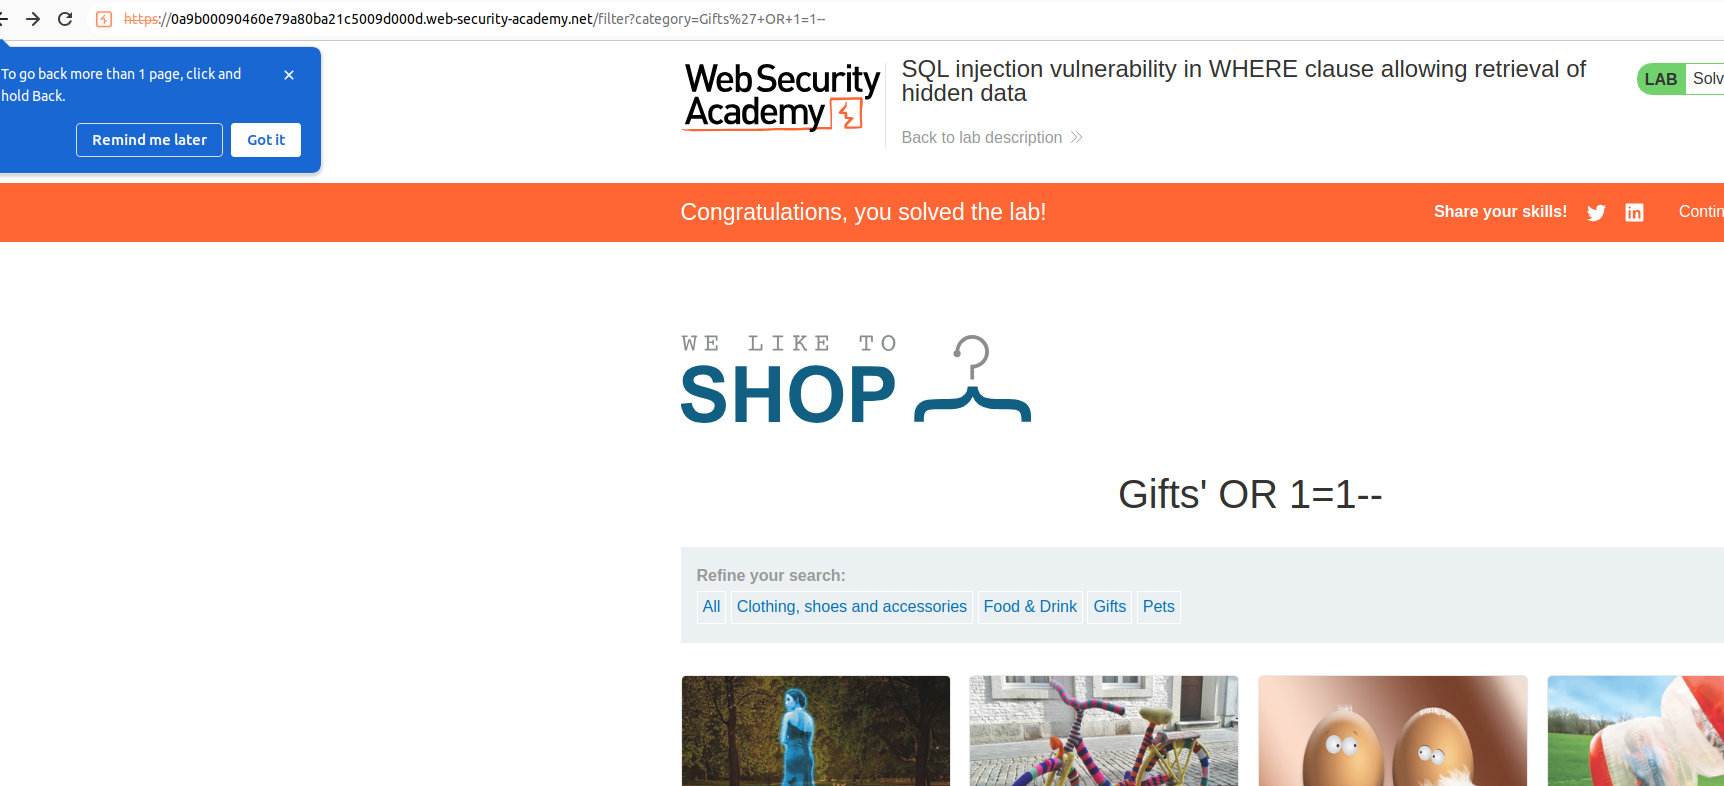 https://0a9b00090460e79a80ba21c5009d000d.web-security-academy.net/filter?category=Gifts%27+OR+1=1--
To go back more than 1 page, click and
hold Back.
Remind me later
Got it
Web Security
Academy
SQL injection vulnerability in WHERE clause allowing retrieval of
hidden data
Back to lab description
LAB
Solv
Congratulations, you solved the lab!
Share your skills!
Contin
WE LIKE TO
SHOP
Gifts' OR 1=1--
Refine your search:
All
Clothing, shoes and accessories
Food & Drink
Gifts
Pets